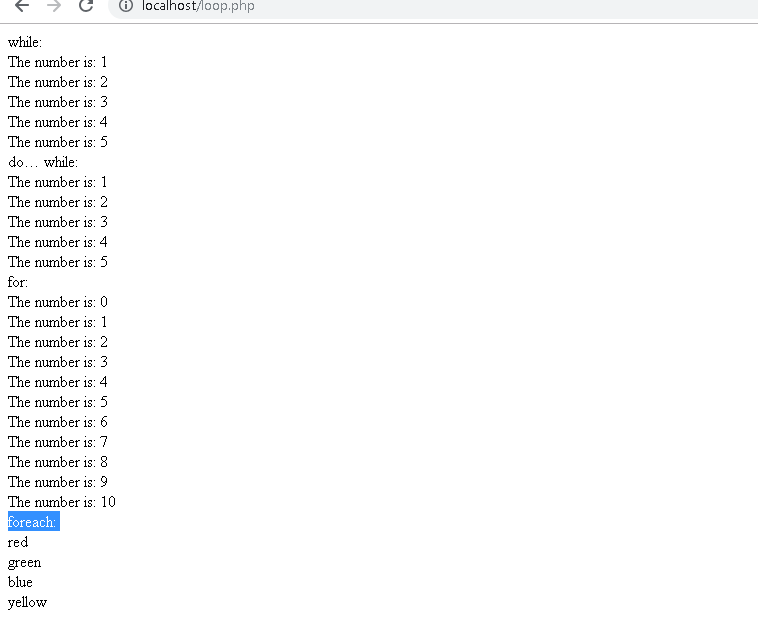 localhost/loop.php
while:
The number is: 1
The number is: 2
The number is: 3
The number is: 4
The number is: 5
do… while:
The number is: 1
The number is: 2
The number is: 3
The number is: 4
The number is: 5
for:
The number is: 0
The number is: 1
The number is: 2
The number is: 3
The number is: 4
The number is: 5
The number is: 6
The number is: 7
The number is: 8
The number is: 9
The number is: 10
foreach:
red
green
blue
yellow